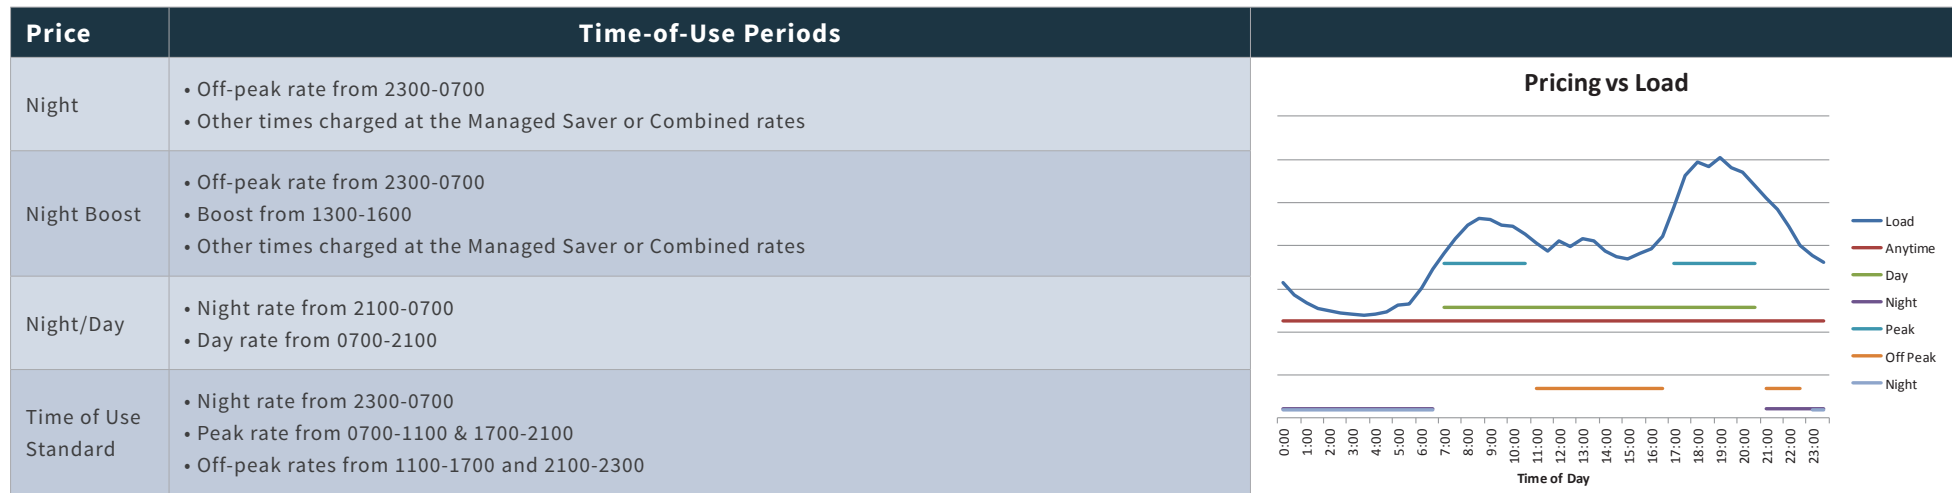 Price
Time-of-Use Periods
Night
• Off-peak rate from 2300-0700
• Other times charged at the Managed Saver or Combined rates
Night Boost
• Off-peak rate from 2300-0700
• Boost from 1300-1600
• Other times charged at the Managed Saver or Combined rates
Night/Day
• Night rate from 2100-0700
• Day rate from 0700-2100
Time of Use
Standard
• Night rate from 2300-0700
• Peak rate from 0700-1100 & 1700-2100
• Off-peak rates from 1100-1700 and 2100-2300
Pricing vs Load
Load
Anytime
Day
Night
Peak
Off Peak
Night
0:00
1:00
2:00
3:00
4:00
5:00
6:00
7:00
8:00
9:00
10:00
11:00
12:00
13:00
14:00
15:00
16:00
17:00
18:00
19:00
20:00
21:00
22:00
23:00
Time of Day